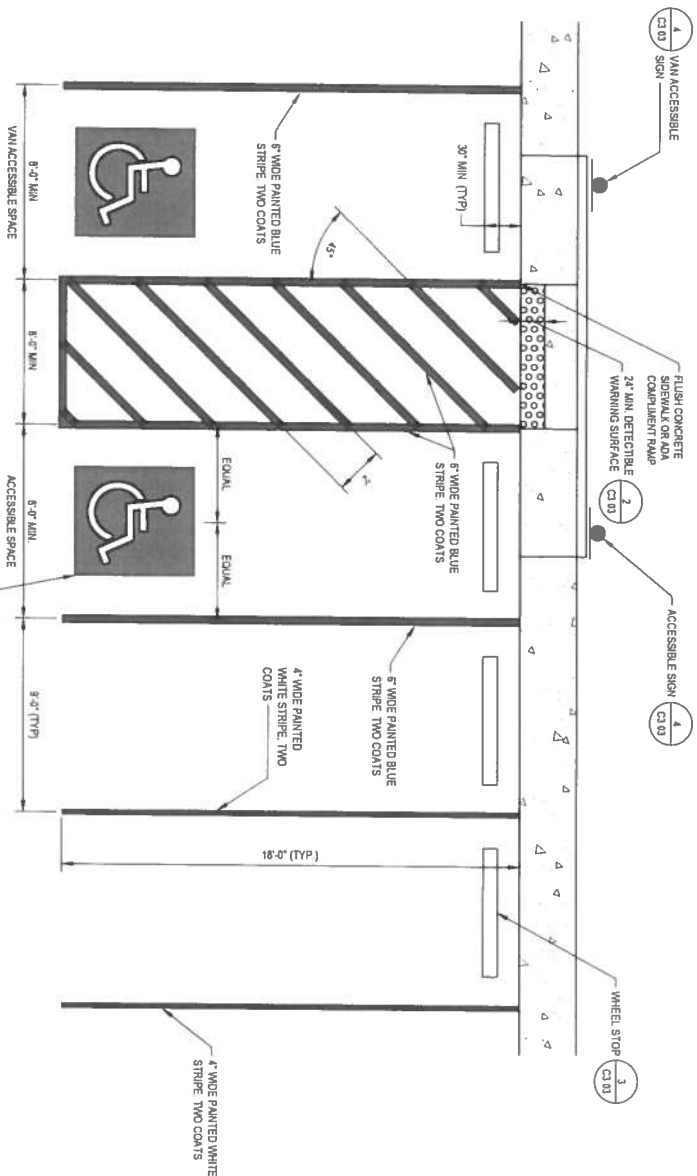 4
C3 03
VAN ACCESSIBLE
SIGN
FLUSH CONCRETE
SIDEWALK OR ADA
COMPLIMENT RAMP
24" MIN. DETECTIBLE
WARNING SURFACE
2
C3 03
ACCESSIBLE SIGN
4
C3 03
WHEEL STOP
3
C3 03
30" MIN (TYP)
6" WIDE PAINTED BLUE
STRIPE. TWO COATS
45°
6" WIDE PAINTED BLUE
STRIPE. TWO COATS
2'
6" WIDE PAINTED BLUE
STRIPE. TWO COATS
4" WIDE PAINTED
WHITE STRIPE. TWO
COATS
18'-0" (TYP.)
4" WIDE PAINTED WHITE
STRIPE. TWO COATS
EQUAL
EQUAL
8'-0" MIN
VAN ACCESSIBLE SPACE
MIN
8'-0" MIN.
ACCESSIBLE SPACE
9'-0" (TYP)